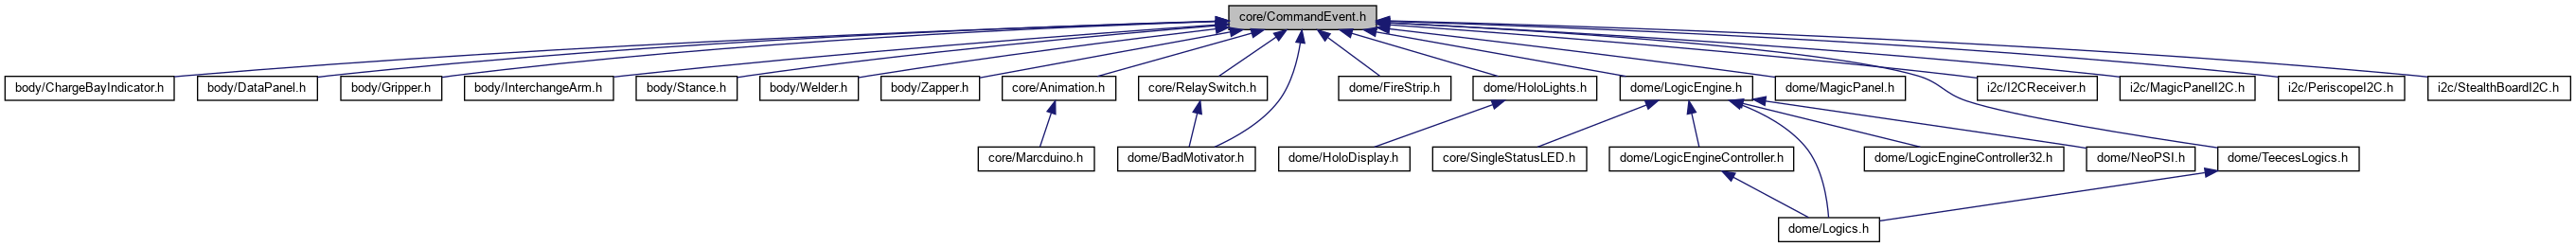 core/CommandEvent.h
body/ChargeBayIndicator.h
body/DataPanel.h
body/Gripper.h
body/InterchangeArm.h
body/Stance.h
body/Welder.h
body/Zapper.h
core/Animation.h
core/RelaySwitch.h
dome/FireStrip.h
dome/HoloLights.h
dome/LogicEngine.h
dome/MagicPanel.h
i2c/I2CReceiver.h
i2c/MagicPanelI2C.h
i2c/PeriscopeI2C.h
i2c/StealthBoardI2C.h
core/Marcduino.h
dome/BadMotivator.h
dome/HoloDisplay.h
core/SingleStatusLED.h
dome/LogicEngineController.h
dome/LogicEngineController32.h
dome/NeoPSI.h
dome/TeecesLogics.h
dome/Logics.h